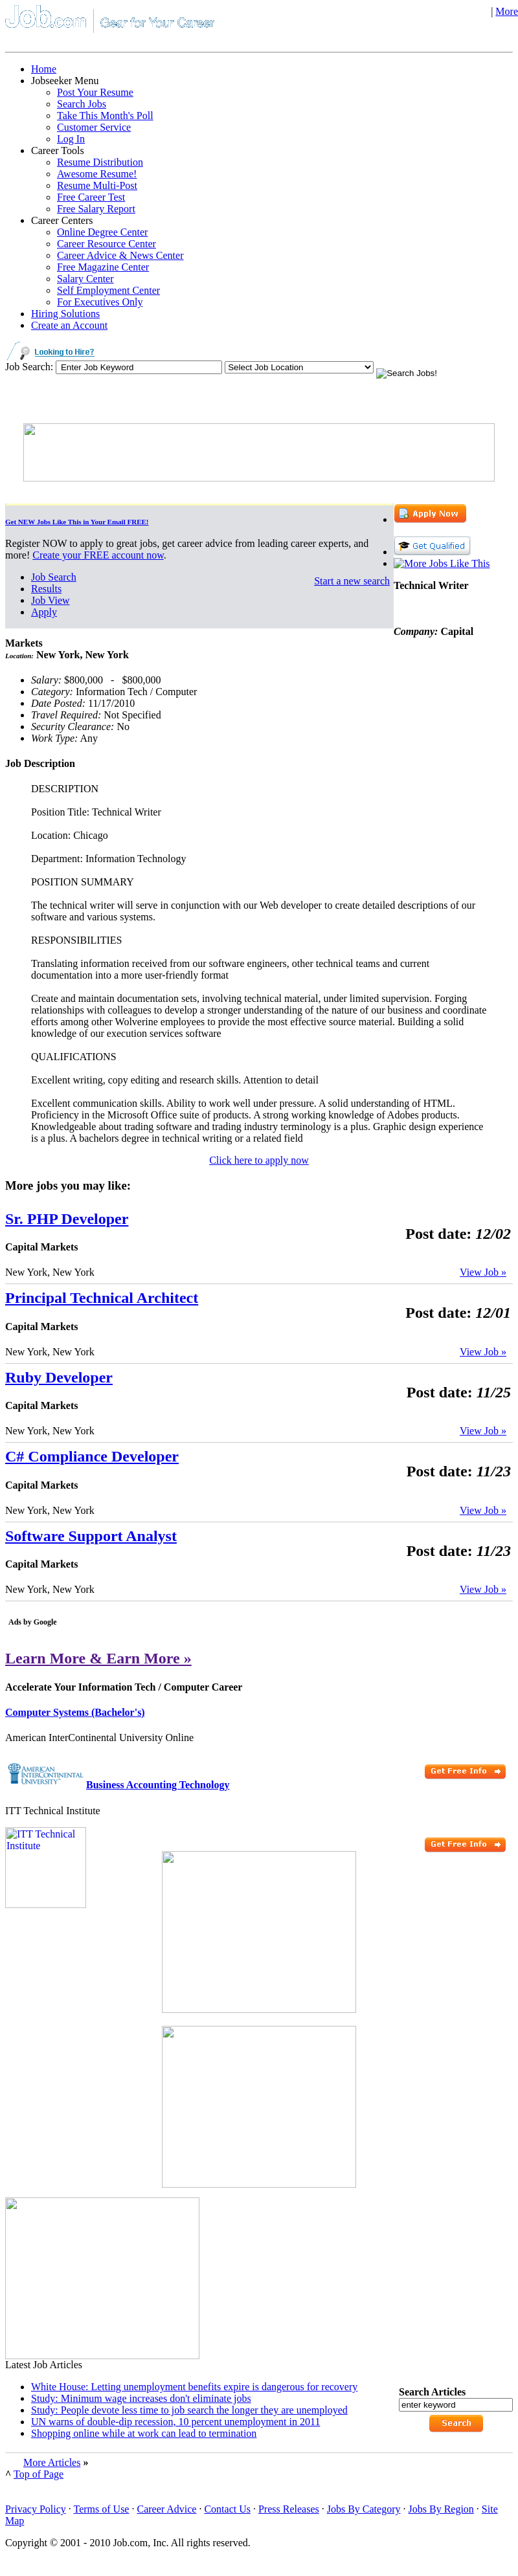 Job.com | Gear for Your Career
| More
Home
Jobseeker Menu
Post Your Resume
Search Jobs
Take This Month's Poll
Customer Service
Log In
Career Tools
Resume Distribution
Awesome Resume!
Resume Multi-Post
Free Career Test
Free Salary Report
Career Centers
Online Degree Center
Career Resource Center
Career Advice & News Center
Free Magazine Center
Salary Center
Self Employment Center
For Executives Only
Hiring Solutions
Create an Account
Looking to Hire?
Job Search: Enter Job Keyword Select Job Location Search Jobs!
Get NEW Jobs Like This in Your Email FREE!
Register NOW to apply to great jobs, get career advice from leading career experts, and
more! Create your FREE account now.
Job Search
Results
Job View
Apply
Start a new search
Apply Now
Get Qualified
More Jobs Like This
Technical Writer
Company: Capital
Markets
Location: New York, New York
Salary: $800,000 - $800,000
Category: Information Tech / Computer
Date Posted: 11/17/2010
Travel Required: Not Specified
Security Clearance: No
Work Type: Any
Job Description
DESCRIPTION
Position Title: Technical Writer
Location: Chicago
Department: Information Technology
POSITION SUMMARY
The technical writer will serve in conjunction with our Web developer to create detailed descriptions of our
software and various systems.
RESPONSIBILITIES
Translating information received from our software engineers, other technical teams and current
documentation into a more user-friendly format
Create and maintain documentation sets, involving technical material, under limited supervision. Forging
relationships with colleagues to develop a stronger understanding of the nature of our business and coordinate
efforts among other Wolverine employees to provide the most effective source material. Building a solid
knowledge of our execution services software
QUALIFICATIONS
Excellent writing, copy editing and research skills. Attention to detail
Excellent communication skills. Ability to work well under pressure. A solid understanding of HTML.
Proficiency in the Microsoft Office suite of products. A strong working knowledge of Adobes products.
Knowledgeable about trading software and trading industry terminology is a plus. Graphic design experience
is a plus. A bachelors degree in technical writing or a related field
Click here to apply now
More jobs you may like:
Sr. PHP Developer
Post date: 12/02
Capital Markets
New York, New York View Job »
Principal Technical Architect
Post date: 12/01
Capital Markets
New York, New York View Job »
Ruby Developer
Post date: 11/25
Capital Markets
New York, New York View Job »
C# Compliance Developer
Post date: 11/23
Capital Markets
New York, New York View Job »
Software Support Analyst
Post date: 11/23
Capital Markets
New York, New York View Job »
Ads by Google
Learn More & Earn More »
Accelerate Your Information Tech / Computer Career
Computer Systems (Bachelor's)
American InterContinental University Online
AMERICAN INTERCONTINENTAL UNIVERSITY
Get Free Info
Business Accounting Technology
ITT Technical Institute
ITT Technical Institute
Get Free Info
Latest Job Articles
White House: Letting unemployment benefits expire is dangerous for recovery
Study: Minimum wage increases don't eliminate jobs
Study: People devote less time to job search the longer they are unemployed
UN warns of double-dip recession, 10 percent unemployment in 2011
Shopping online while at work can lead to termination
Search Articles
enter keyword
Search
More Articles »
^ Top of Page
Privacy Policy · Terms of Use · Career Advice · Contact Us · Press Releases · Jobs By Category · Jobs By Region · Site
Map
Copyright © 2001 - 2010 Job.com, Inc. All rights reserved.